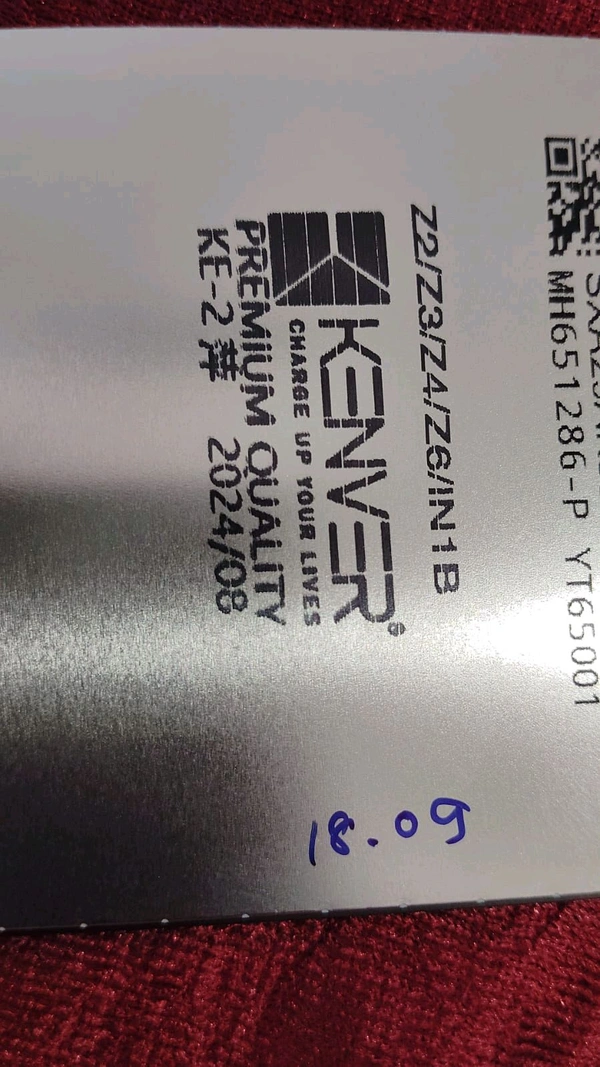 MH651286-P YT65001
Z2/Z3/Z4/Z6/IN1B
KENVER®
CHARGE UP YOUR LIVES
PREMIUM QUALITY
KE-2 2024/08
18.09